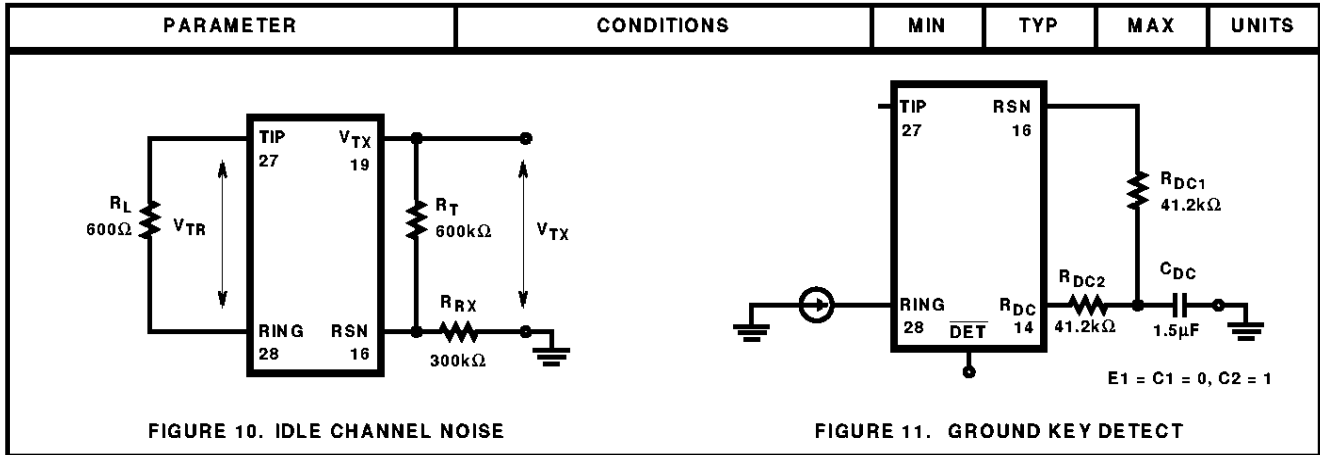 PARAMETER CONDITIONS MIN TYP MAX UNITS
TIP
27
VTX
19
RL
600Ω
VTR
RT
600kΩ
VTX
RRX
300kΩ
RING
28
RSN
16
FIGURE 10. IDLE CHANNEL NOISE
TIP
27
RSN
16
RDC1
41.2kΩ
RDC2
41.2kΩ
CDC
1.5μF
RING
28
DET
RDC
14
E1 = C1 = 0, C2 = 1
FIGURE 11. GROUND KEY DETECT